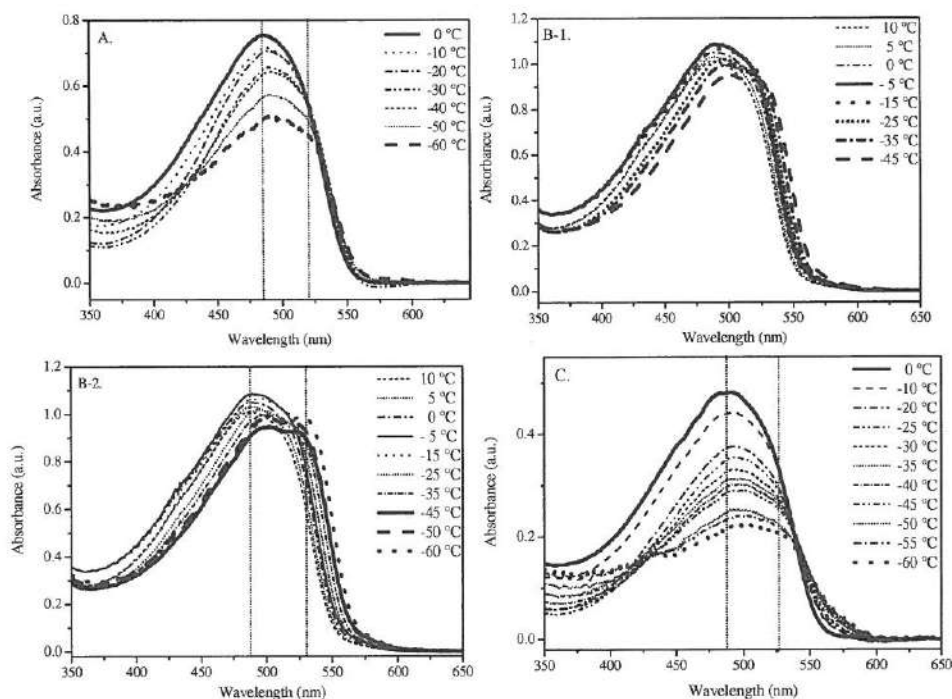 A.
0.8
0.6
0.4
0.2
0.0
Absorbance (a.u.)
350 400 450 500 550 600
Wavelength (nm)
0 °C
-10 °C
-20 °C
-30 °C
-40 °C
-50 °C
-60 °C
B-1.
1.2
1.0
0.8
0.6
0.4
0.2
0.0
Absorbance (a.u.)
350 400 450 500 550 600 650
Wavelength (nm)
10 °C
5 °C
0 °C
-5 °C
-15 °C
-25 °C
-35 °C
-45 °C
B-2.
1.2
1.0
0.8
0.6
0.4
0.2
0.0
Absorbance (a.u.)
350 400 450 500 550 600 650
Wavelength (nm)
10 °C
5 °C
0 °C
-5 °C
-15 °C
-25 °C
-35 °C
-45 °C
-50 °C
-60 °C
C.
0.4
0.2
0.0
Absorbance (a.u.)
350 400 450 500 550 600 650
Wavelength (nm)
0 °C
-10 °C
-20 °C
-25 °C
-30 °C
-35 °C
-40 °C
-45 °C
-50 °C
-55 °C
-60 °C